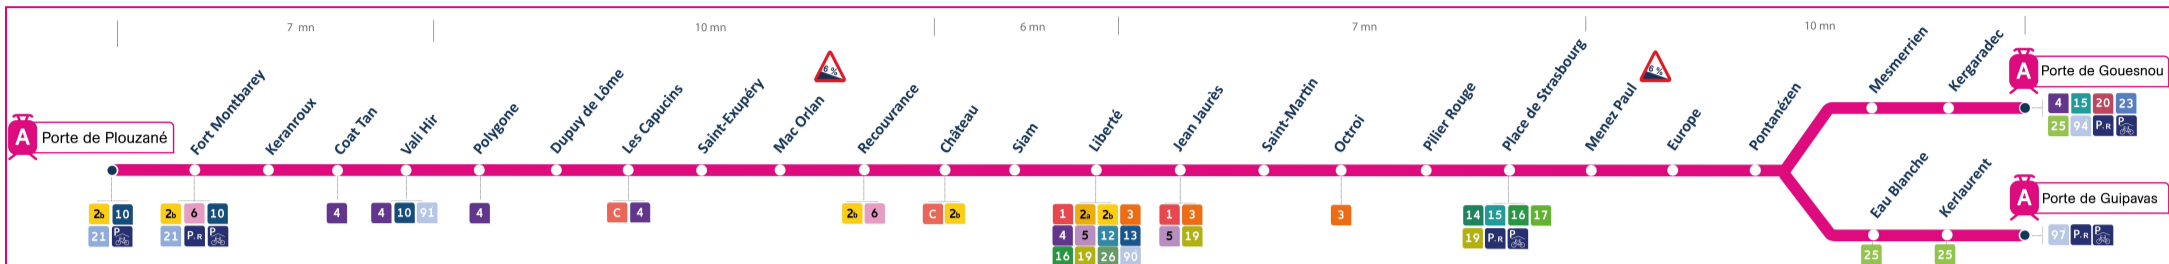 7 mn 10 mn 6 mn 7 mn 10 mn
A Porte de Plouzané
Fort Montbarey
Keranroux
Coat Tan
Vali Hir
Polygone
Dupuy de Lôme
Les Capucins
Saint-Exupéry
Mac Orlan
6 %
Recouvrance
Château
Siam
Liberté
Jean Jaurès
Saint-Martin
Octroi
Pilier Rouge
Place de Strasbourg
Menez Paul
6 %
Europe
Pontanézen
Mesmerrien
Kergaradec
A Porte de Gouesnou
4 15 20 23
25 94 P+R P
Eau Blanche
Kerlaurent
A Porte de Guipavas
97 P+R P
2b 10
21 P
2b 6 10
21 P+R P
4
4 10 91
4
C 4
2b 6
C 2b
1 2a 2b 3
4 5 12 13
16 19 26 90
1 3
5 19
3
14 15 16 17
19 P+R P
25
25